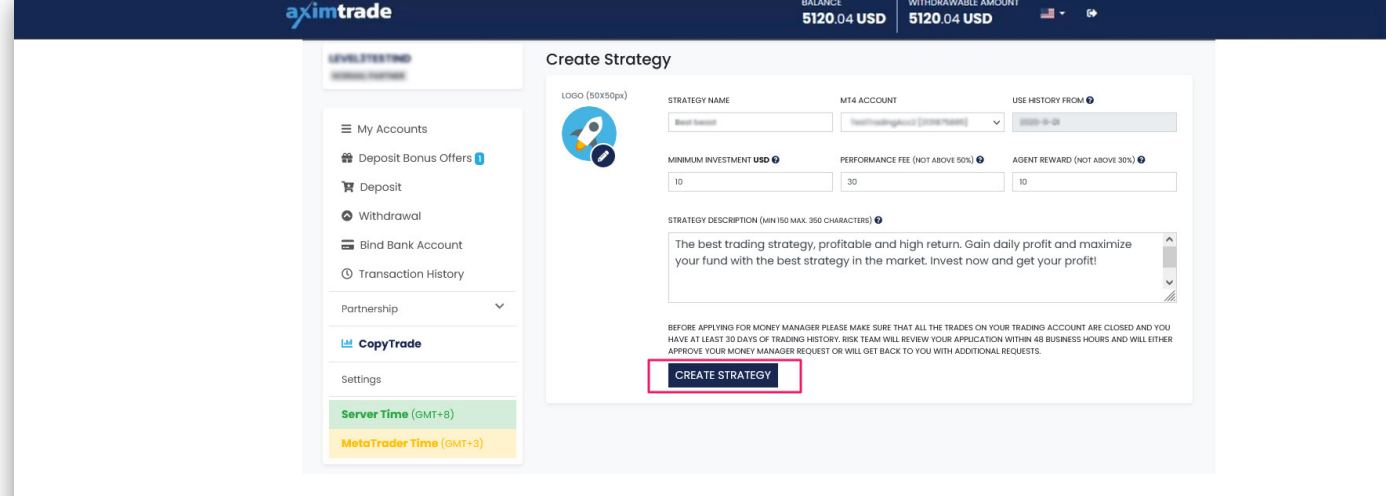 aximtrade
BALANCE
5120.04 USD
WITHDRAWABLE AMOUNT
5120.04 USD
Create Strategy
My Accounts
Deposit Bonus Offers 1
Deposit
Withdrawal
Bind Bank Account
Transaction History
Partnership
CopyTrade
Settings
Server Time (GMT+8)
MetaTrader Time (GMT+3)
LOGO (50X50px)
STRATEGY NAME
MT4 ACCOUNT
USE HISTORY FROM
MINIMUM INVESTMENT USD
PERFORMANCE FEE (NOT ABOVE 50%)
AGENT REWARD (NOT ABOVE 30%)
10
30
10
STRATEGY DESCRIPTION (MIN 150 MAX. 350 CHARACTERS)
The best trading strategy, profitable and high return. Gain daily profit and maximize
your fund with the best strategy in the market. Invest now and get your profit!
BEFORE APPLYING FOR MONEY MANAGER PLEASE MAKE SURE THAT ALL THE TRADES ON YOUR TRADING ACCOUNT ARE CLOSED AND YOU
HAVE AT LEAST 30 DAYS OF TRADING HISTORY. RISK TEAM WILL REVIEW YOUR APPLICATION WITHIN 48 BUSINESS HOURS AND WILL EITHER
APPROVE YOUR MONEY MANAGER REQUEST OR WILL GET BACK TO YOU WITH ADDITIONAL REQUESTS.
CREATE STRATEGY